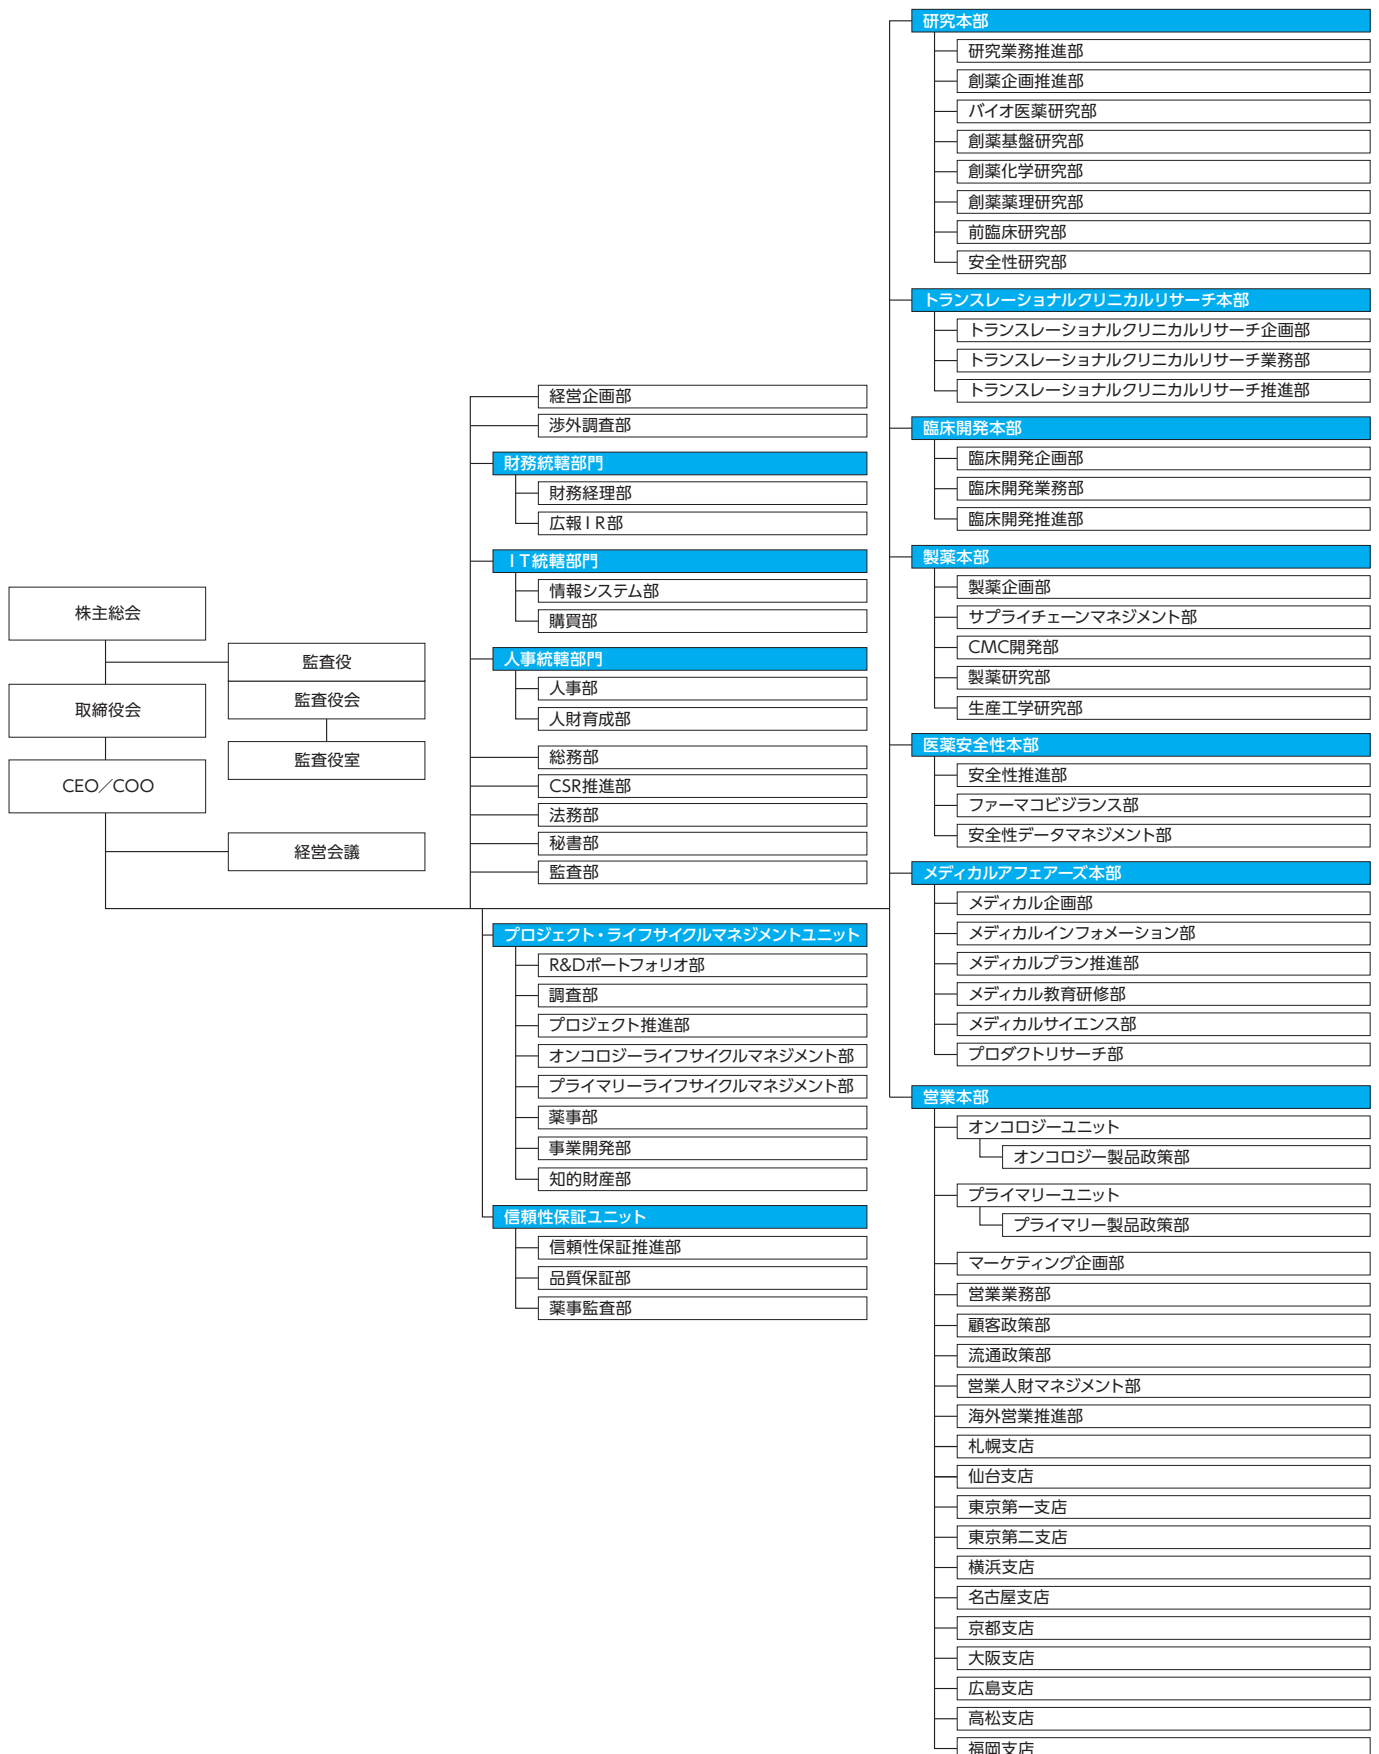 株主総会
監査役
監査役会
取締役会
監査役室
CEO／COO
経営会議
経営企画部
渉外調査部
財務統轄部門
財務経理部
広報IR部
IT統轄部門
情報システム部
購買部
人事統轄部門
人事部
人財育成部
総務部
CSR推進部
法務部
秘書部
監査部
プロジェクト・ライフサイクルマネジメントユニット
R&Dポートフォリオ部
調査部
プロジェクト推進部
オンコロジーライフサイクルマネジメント部
プライマリーライフサイクルマネジメント部
薬事部
事業開発部
知的財産部
信頼性保証ユニット
信頼性保証推進部
品質保証部
薬事監査部
研究本部
研究業務推進部
創薬企画推進部
バイオ医薬研究部
創薬基盤研究部
創薬化学研究部
創薬薬理研究部
前臨床研究部
安全性研究部
トランスレーショナルクリニカルリサーチ本部
トランスレーショナルクリニカルリサーチ企画部
トランスレーショナルクリニカルリサーチ業務部
トランスレーショナルクリニカルリサーチ推進部
臨床開発本部
臨床開発企画部
臨床開発業務部
臨床開発推進部
製薬本部
製薬企画部
サプライチェーンマネジメント部
CMC開発部
製薬研究部
生産工学研究部
医薬安全性本部
安全性推進部
ファーマコビジランス部
安全性データマネジメント部
メディカルアフェアーズ本部
メディカル企画部
メディカルインフォメーション部
メディカルプラン推進部
メディカル教育研修部
メディカルサイエンス部
プロダクトリサーチ部
営業本部
オンコロジーユニット
オンコロジー製品政策部
プライマリーユニット
プライマリー製品政策部
マーケティング企画部
営業業務部
顧客政策部
流通政策部
営業人財マネジメント部
海外営業推進部
札幌支店
仙台支店
東京第一支店
東京第二支店
横浜支店
名古屋支店
京都支店
大阪支店
広島支店
高松支店
福岡支店